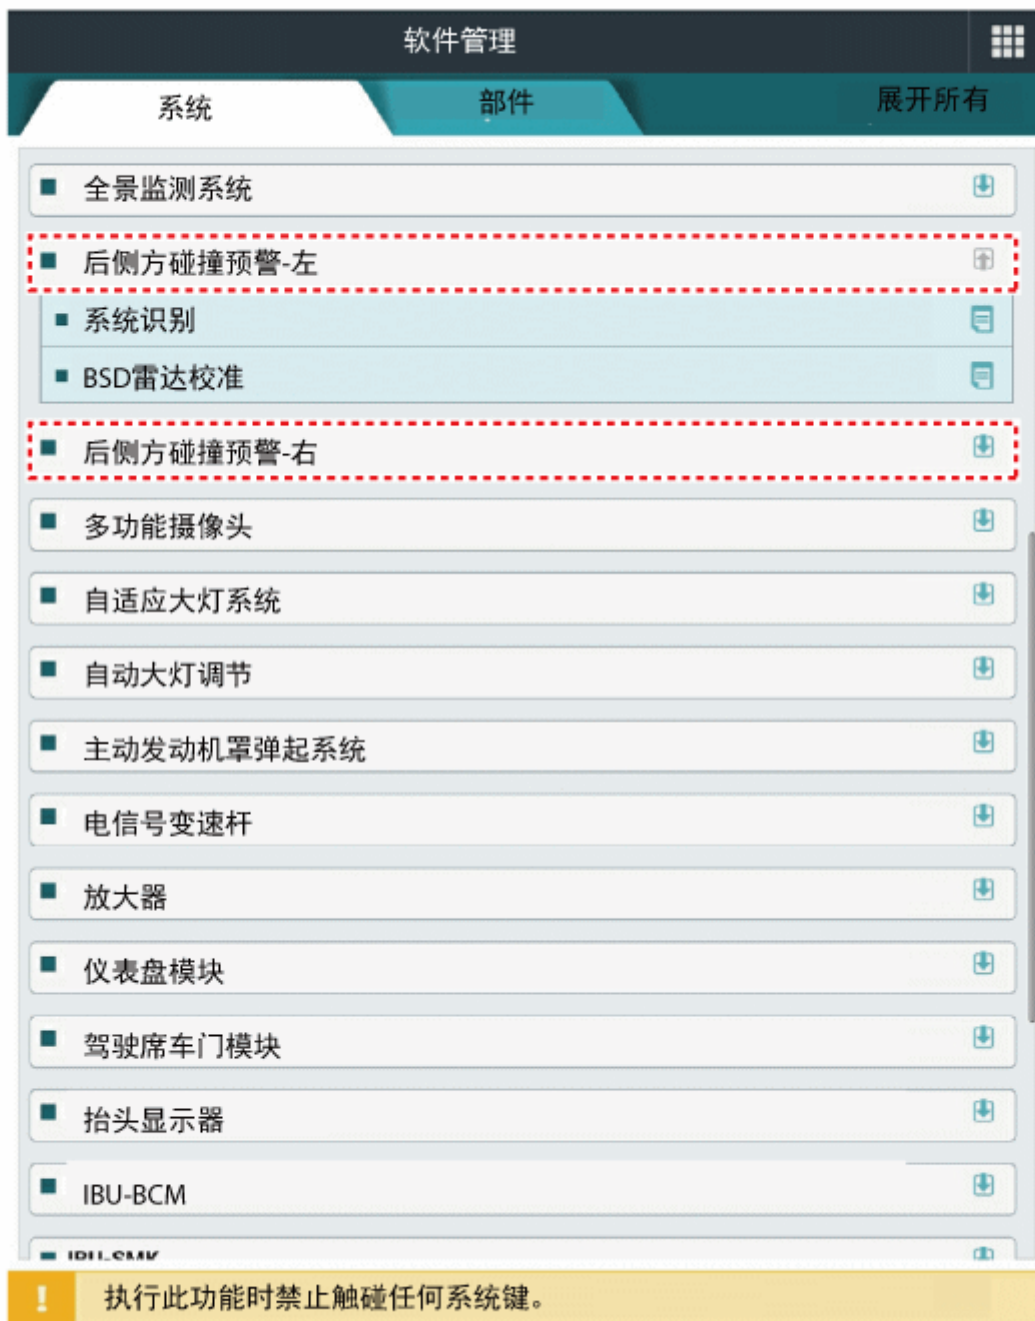 软件管理
系统 部件 展开所有
全景监测系统
后侧方碰撞预警-左
系统识别
BSD雷达校准
后侧方碰撞预警-右
多功能摄像头
自适应大灯系统
自动大灯调节
主动发动机罩弹起系统
电信号变速杆
放大器
仪表盘模块
驾驶席车门模块
抬头显示器
IBU-BCM
IBU-SMK
! 执行此功能时禁止触碰任何系统键。